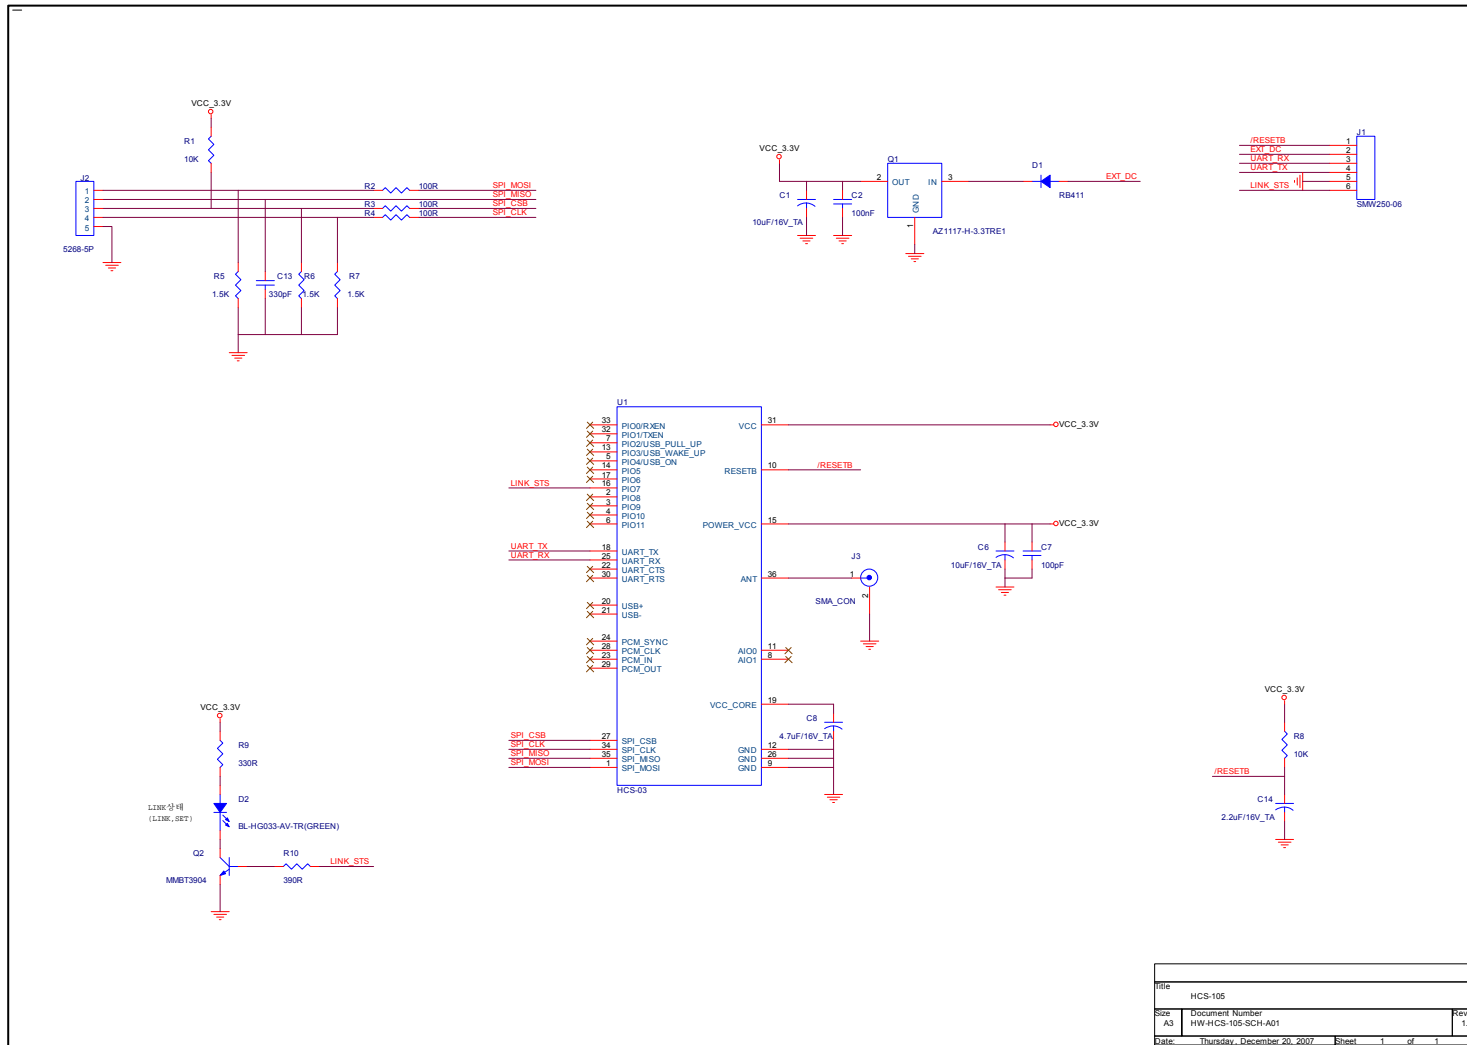 VCC_3.3V
R1
10K
J2
1
2
3
4
5
5268-5P
R2 100R SPI_MOSI
SPI_MISO
R3 100R SPI_CSB
R4 100R SPI_CLK
R5
1.5K
C13
330pF
R6
1.5K
R7
1.5K
VCC_3.3V
C1
10uF/16V_TA
C2
100nF
Q1
2 OUT IN 3
GND
1
AZ1117-H-3.3TRE1
D1
RB411
EXT_DC
J1
/RESETB 1
EXT_DC 2
UART_RX 3
UART_TX 4
5
LINK_STS 6
SMW250-06
U1
33 PIO0/RXEN
32 PIO1/TXEN
7 PIO2/USB_PULL_UP
13 PIO3/USB_WAKE_UP
5 PIO4/USB_ON
14 PIO5
17 PIO6
LINK_STS 16 PIO7
2 PIO8
3 PIO9
4 PIO10
6 PIO11
UART_TX 18 UART_TX
UART_RX 25 UART_RX
22 UART_CTS
30 UART_RTS
20 USB+
21 USB-
24 PCM_SYNC
28 PCM_CLK
23 PCM_IN
29 PCM_OUT
SPI_CSB 27 SPI_CSB
SPI_CLK 34 SPI_CLK
SPI_MISO 35 SPI_MISO
SPI_MOSI 1 SPI_MOSI
HCS-03
VCC 31 VCC_3.3V
RESETB 10 /RESETB
POWER_VCC 15 VCC_3.3V
C6
10uF/16V_TA
C7
100pF
ANT 36
J3
1
2
SMA_CON
AIO0 11
AIO1 8
VCC_CORE 19
C8
4.7uF/16V_TA
GND 12
GND 26
GND 9
VCC_3.3V
R9
330R
D2
BL-HG033-AV-TR(GREEN)
LINK상태
(LINK,SET)
Q2
MMBT3904
R10
390R
LINK_STS
VCC_3.3V
R8
10K
/RESETB
C14
2.2uF/16V_TA
Title
HCS-105
Size Document Number Rev
A3 HW-HCS-105-SCH-A01 1.
Date: Thursday, December 20, 2007 Sheet 1 of 1